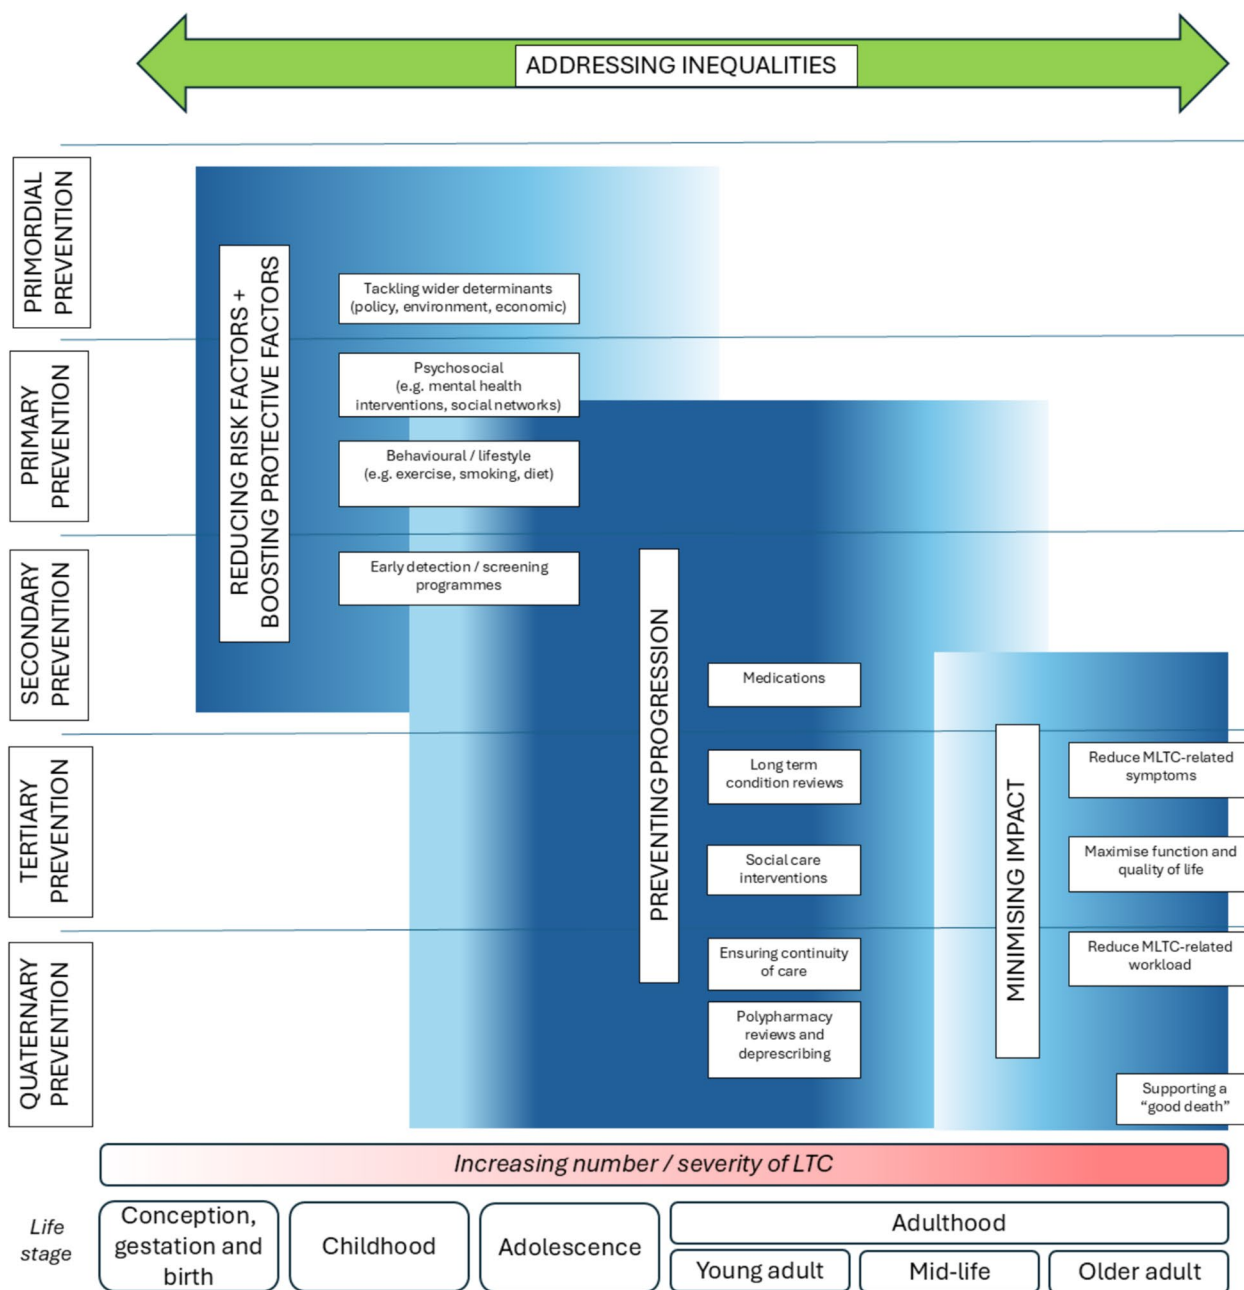 ADDRESSING INEQUALITIES
PRIMORDIAL
PREVENTION
REDUCING RISK FACTORS +
BOOSTING PROTECTIVE FACTORS
Tackling wider determinants
(policy, environment, economic)
PRIMARY
PREVENTION
Psychosocial
(e.g. mental health
interventions, social networks)
Behavioural / lifestyle
(e.g. exercise, smoking, diet)
SECONDARY
PREVENTION
Early detection / screening
programmes
PREVENTING PROGRESSION
Medications
TERTIARY
PREVENTION
Long term
condition reviews
Social care
interventions
MINIMISING IMPACT
Reduce MLTC-related
symptoms
Maximise function and
quality of life
QUATERNARY
PREVENTION
Ensuring continuity
of care
Polypharmacy
reviews and
deprescribing
Reduce MLTC-related
workload
Supporting a
“good death”
Increasing number / severity of LTC
Life
stage
Conception,
gestation and
birth
Childhood
Adolescence
Adulthood
Young adult
Mid-life
Older adult